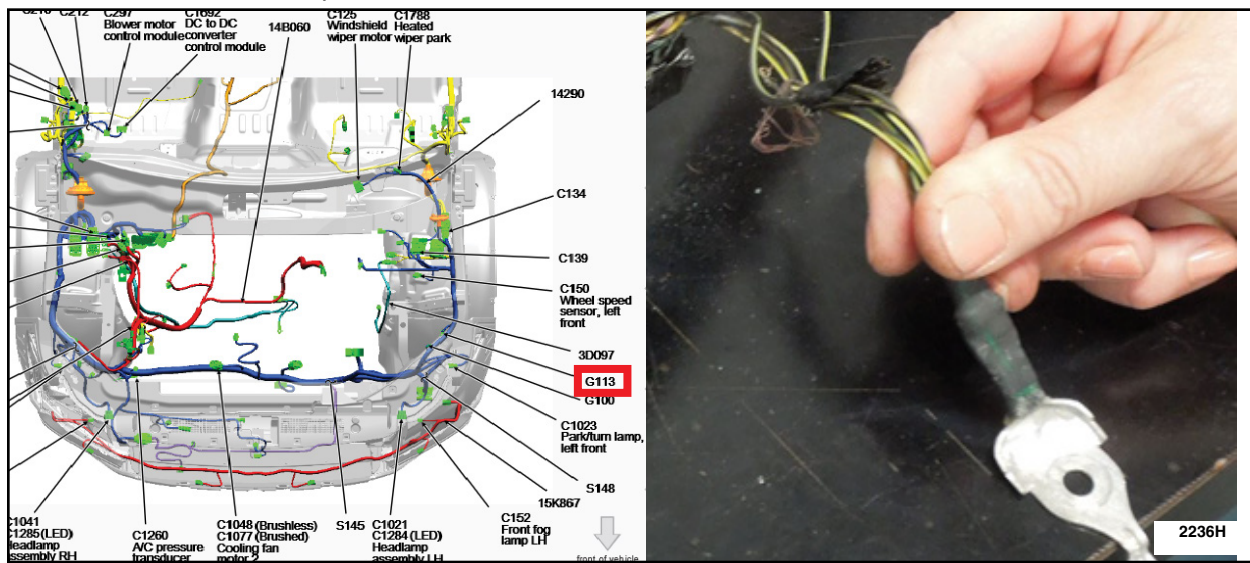 C212
C297
Blower motor
control module
C1692
DC to DC
converter
control module
14B060
C125
Windshield
wiper motor
C1788
Heated
wiper park
14290
C134
C139
C150
Wheel speed
sensor, left
front
3D097
G113
G100
C1023
Park/turn lamp,
left front
S148
15K867
C152
Front fog
lamp LH
C1021
C1284 (LED)
Headlamp
assembly LH
S145
C1048 (Brushless)
C1077 (Brushed)
Cooling fan
motor 2
C1260
A/C pressure
transducer
C1041
C1285 (LED)
Headlamp
assembly RH
front of vehicle
2236H